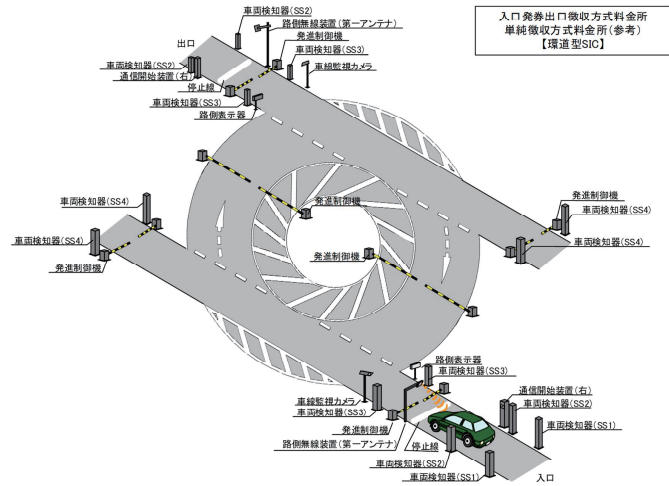 入口発券出口徴収方式料金所
単純徴収方式料金所(参考)
【環道型SIC】
車両検知器(SS2)
路側無線装置(第一アンテナ)
発進制御機
車両検知器(SS3)
車線監視カメラ
出口
車両検知器(SS2)
通信開始装置(右)
停止線
車両検知器(SS3)
路側表示器
車両検知器(SS4)
車両検知器(SS4)
発進制御機
発進制御機
発進制御機
発進制御機
車両検知器(SS4)
車両検知器(SS4)
路側表示器
車両検知器(SS3)
車線監視カメラ
車両検知器(SS3)
発進制御機
路側無線装置(第一アンテナ)
停止線
通信開始装置(右)
車両検知器(SS2)
車両検知器(SS1)
車両検知器(SS2)
車両検知器(SS1)
入口